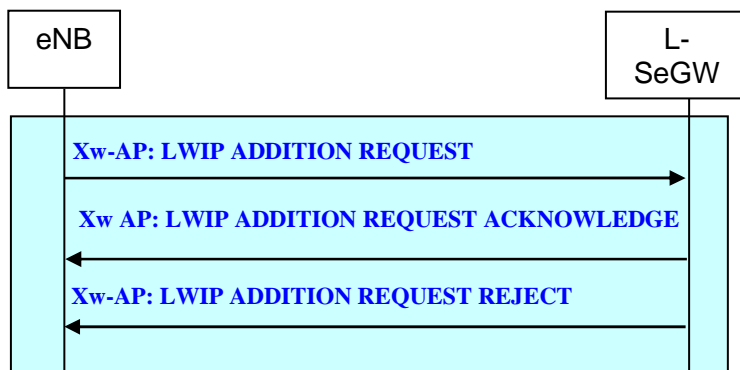 eNB
L-
SeGW
Xw-AP: LWIP ADDITION REQUEST
Xw AP: LWIP ADDITION REQUEST ACKNOWLEDGE
Xw-AP: LWIP ADDITION REQUEST REJECT